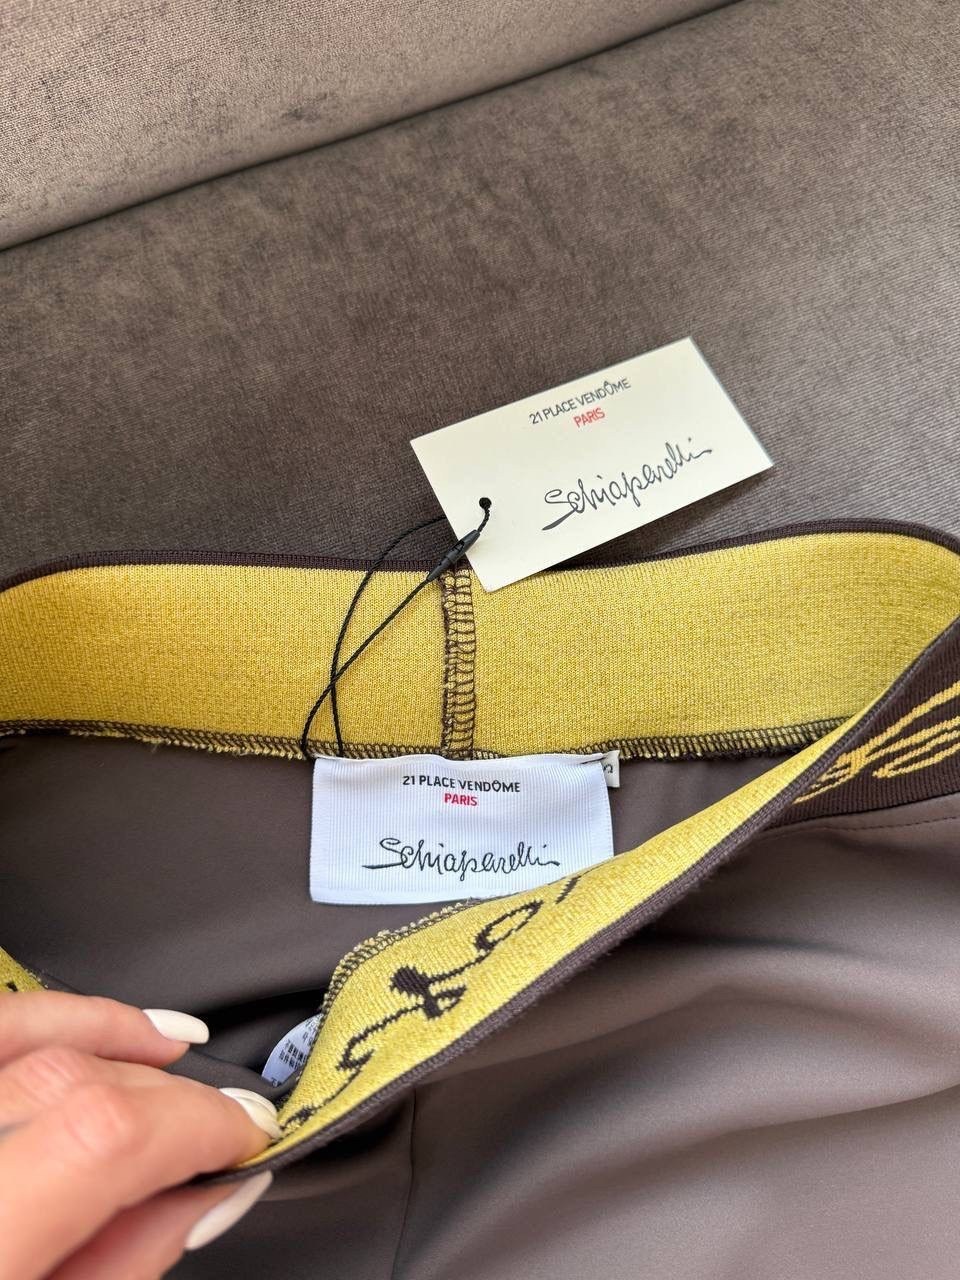 21 PLACE VENDÔME
PARIS
Schiaparelli
21 PLACE VENDÔME
PARIS
Schiaparelli